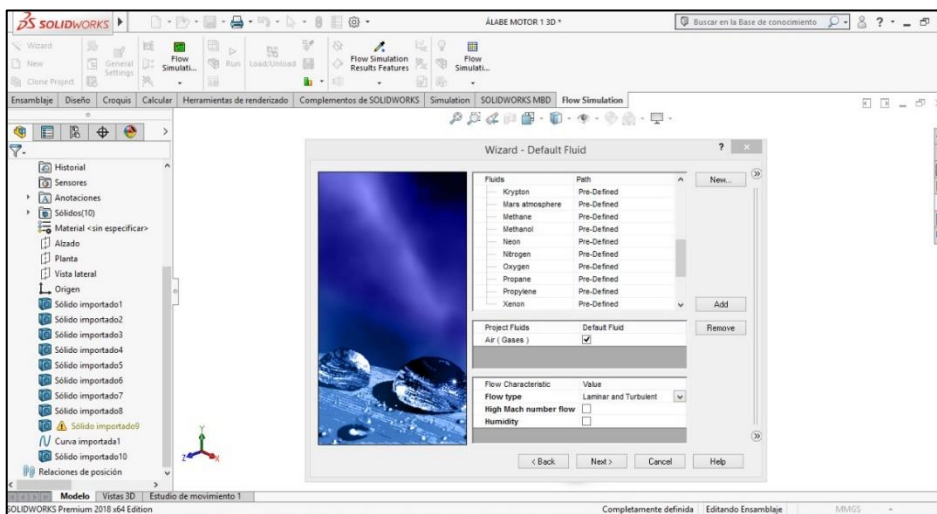 SOLIDWORKS
ÁLABE MOTOR 1 3D *
Buscar en la Base de conocimiento
Wizard
New
Clone Project
General Settings
Flow Simulati...
Run
Load/Unload
Flow Simulation Results Features
Flow Simulati...
Ensamblaje Diseño Croquis Calcular Herramientas de renderizado Complementos de SOLIDWORKS Simulation SOLIDWORKS MBD Flow Simulation
Historial
Sensores
Anotaciones
Sólidos(10)
Material <sin especificar>
Alzado
Planta
Vista lateral
Origen
Sólido importado1
Sólido importado2
Sólido importado3
Sólido importado4
Sólido importado5
Sólido importado6
Sólido importado7
Sólido importado8
Sólido importado9
Curva importada1
Sólido importado10
Relaciones de posición
Wizard - Default Fluid
Fluids Path
Krypton Pre-Defined
Mars atmosphere Pre-Defined
Methane Pre-Defined
Methanol Pre-Defined
Neon Pre-Defined
Nitrogen Pre-Defined
Oxygen Pre-Defined
Propane Pre-Defined
Propylene Pre-Defined
Xenon Pre-Defined
New...
Add
Remove
Project Fluids Default Fluid
Air ( Gases )
Flow Characteristic Value
Flow type Laminar and Turbulent
High Mach number flow
Humidity
< Back Next > Cancel Help
Modelo Vistas 3D Estudio de movimiento 1
SOLIDWORKS Premium 2018 x64 Edition Completamente definida Editando Ensamblaje MMGS